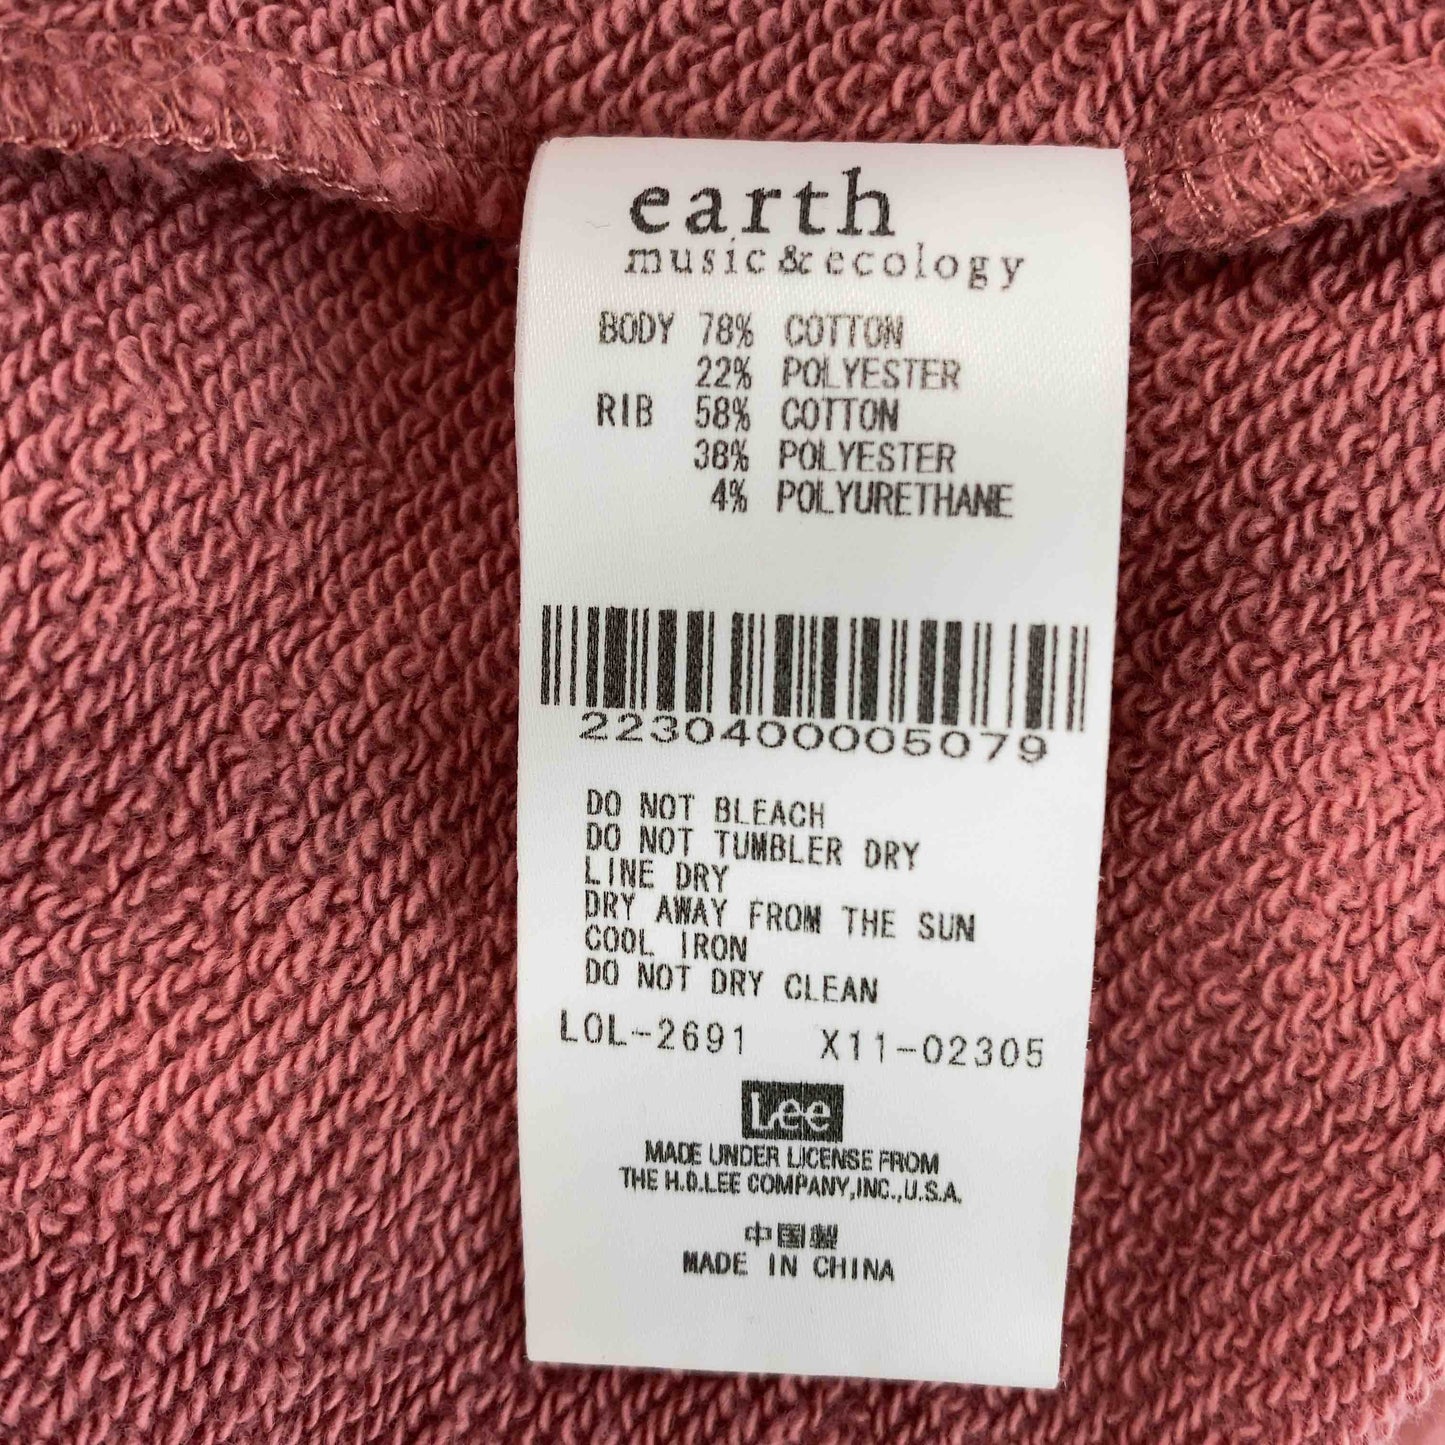 earth
music&ecology
BODY 78% COTTON
22% POLYESTER
RIB 58% COTTON
38% POLYESTER
4% POLYURETHANE
2230400005079
DO NOT BLEACH
DO NOT TUMBLER DRY
LINE DRY
DRY AWAY FROM THE SUN
COOL IRON
DO NOT DRY CLEAN
LOL-2691 X11-02305
Lee
MADE UNDER LICENSE FROM
THE H.D.LEE COMPANY,INC.,U.S.A.
中国製
MADE IN CHINA